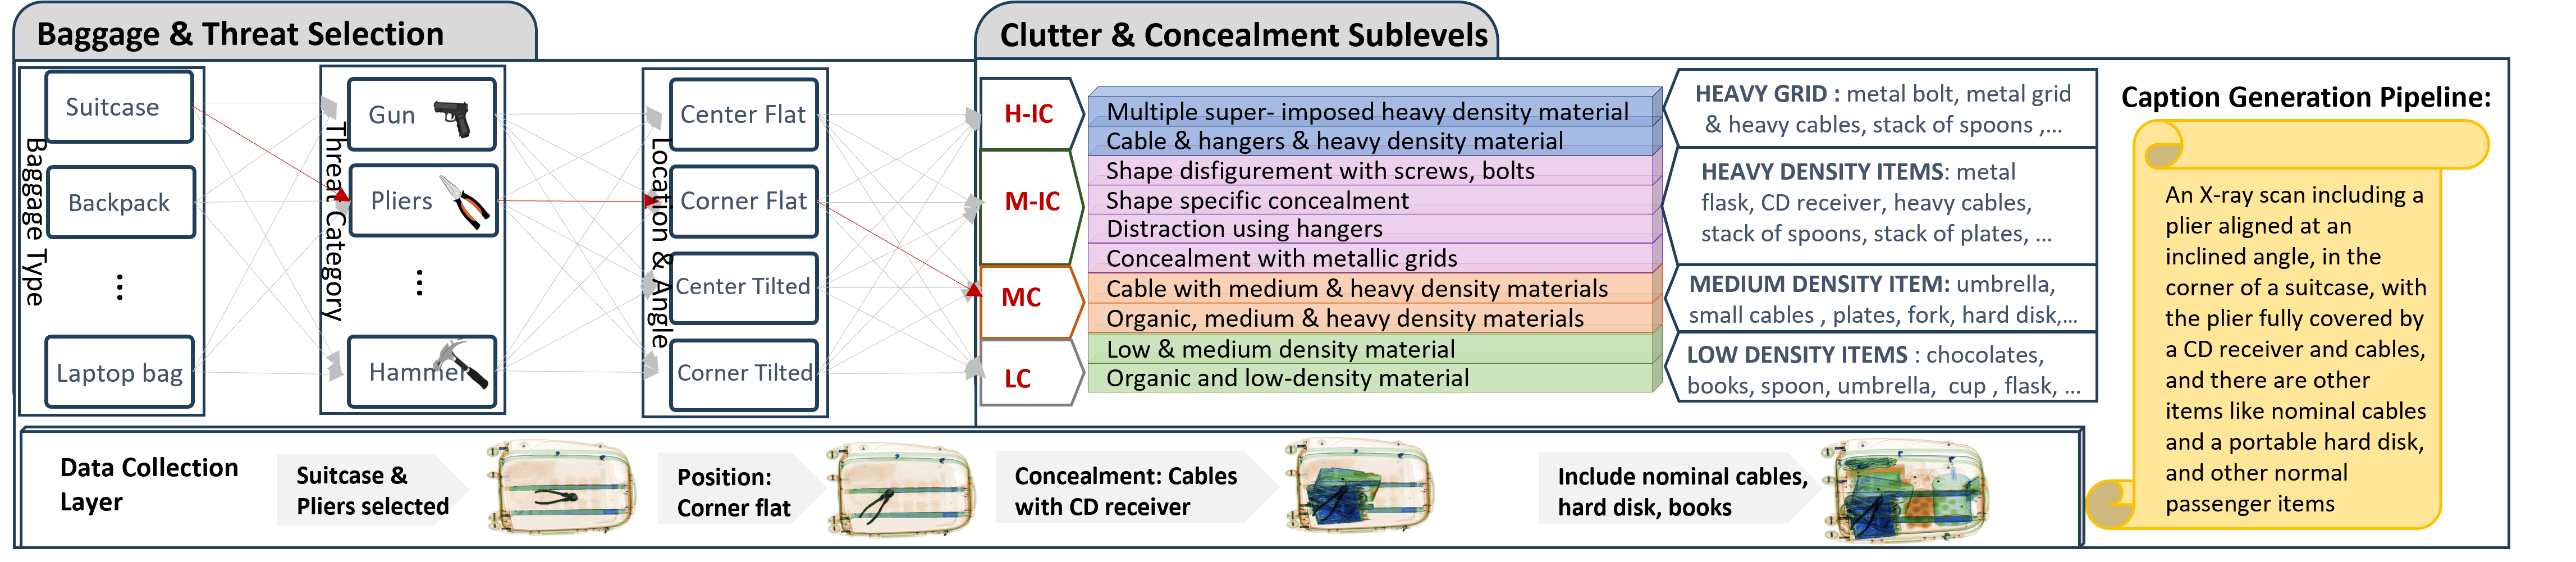 Baggage & Threat Selection
Baggage Type
Suitcase
Backpack
...
Laptop bag
Threat Category
Gun
Pliers
...
Hammer
Location & Angle
Center Flat
Corner Flat
Center Tilted
Corner Tilted
Clutter & Concealment Sublevels
H-IC
M-IC
MC
LC
Multiple super- imposed heavy density material
Cable & hangers & heavy density material
Shape disfigurement with screws, bolts
Shape specific concealment
Distraction using hangers
Concealment with metallic grids
Cable with medium & heavy density materials
Organic, medium & heavy density materials
Low & medium density material
Organic and low-density material
HEAVY GRID : metal bolt, metal grid
& heavy cables, stack of spoons ,...
HEAVY DENSITY ITEMS: metal
flask, CD receiver, heavy cables,
stack of spoons, stack of plates, ...
MEDIUM DENSITY ITEM: umbrella,
small cables , plates, fork, hard disk,...
LOW DENSITY ITEMS : chocolates,
books, spoon, umbrella, cup , flask, ...
Caption Generation Pipeline:
An X-ray scan including a
plier aligned at an
inclined angle, in the
corner of a suitcase, with
the plier fully covered by
a CD receiver and cables,
and there are other
items like nominal cables
and a portable hard disk,
and other normal
passenger items
Data Collection
Layer
Suitcase &
Pliers selected
Position:
Corner flat
Concealment: Cables
with CD receiver
Include nominal cables,
hard disk, books